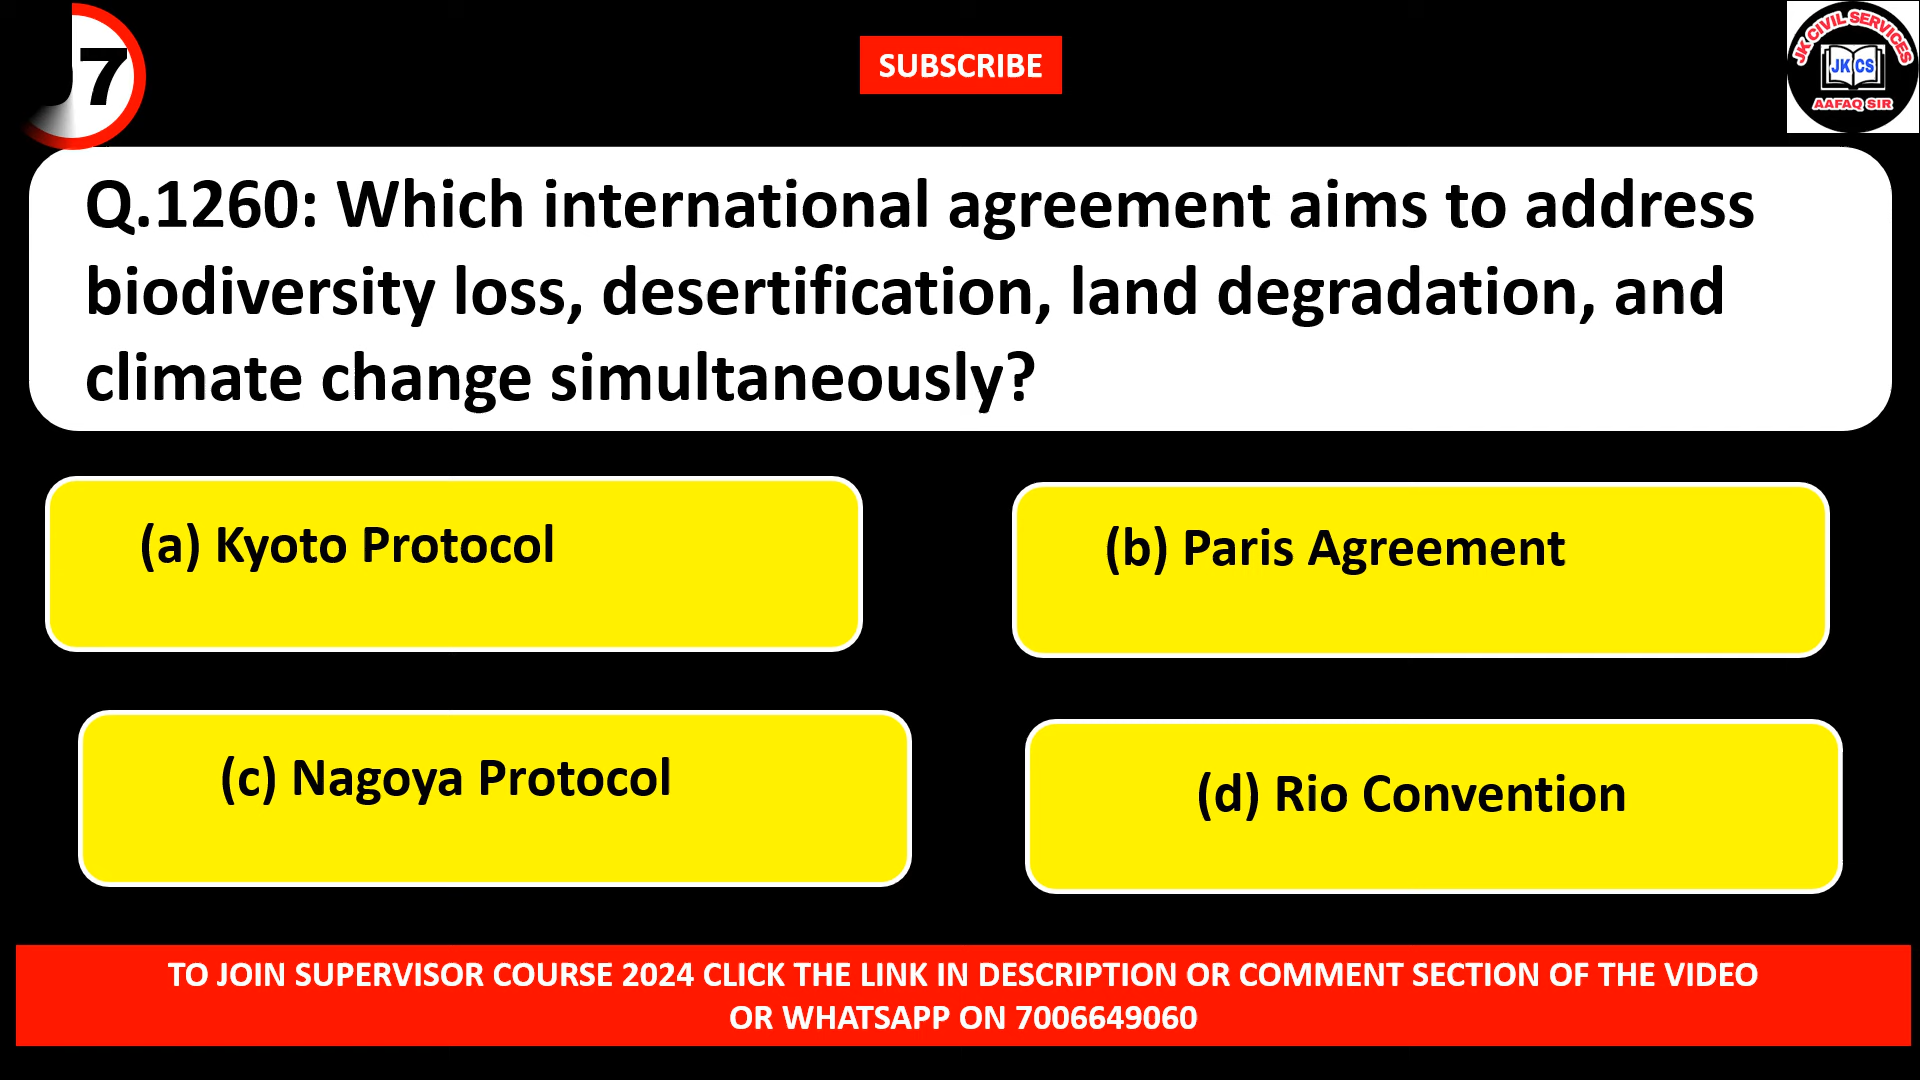 7
SUBSCRIBE
JK CIVIL SERVICES
JK CS
AAFAQ SIR
Q.1260: Which international agreement aims to address
biodiversity loss, desertification, land degradation, and
climate change simultaneously?
(a) Kyoto Protocol
(b) Paris Agreement
(c) Nagoya Protocol
(d) Rio Convention
TO JOIN SUPERVISOR COURSE 2024 CLICK THE LINK IN DESCRIPTION OR COMMENT SECTION OF THE VIDEO
OR WHATSAPP ON 7006649060